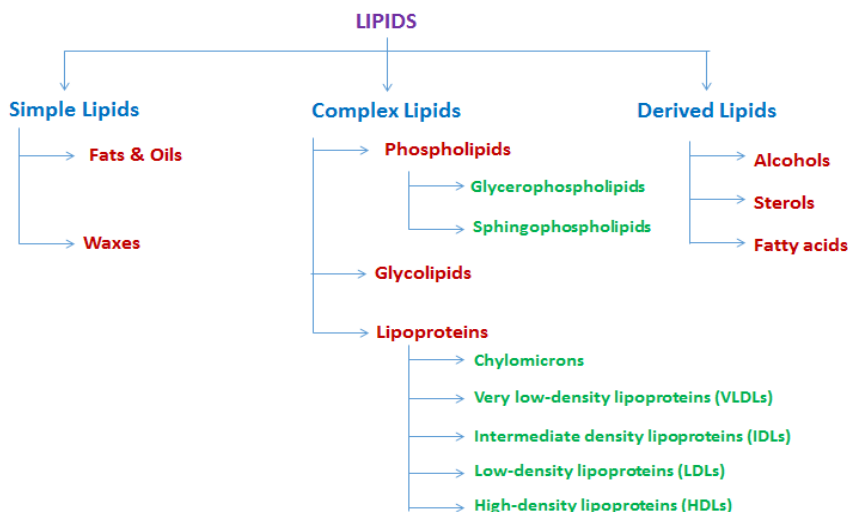 LIPIDS
Simple Lipids
Fats & Oils
Waxes
Complex Lipids
Phospholipids
Glycerophospholipids
Sphingophospholipids
Glycolipids
Lipoproteins
Chylomicrons
Very low-density lipoproteins (VLDLs)
Intermediate density lipoproteins (IDLs)
Low-density lipoproteins (LDLs)
High-density lipoproteins (HDLs)
Derived Lipids
Alcohols
Sterols
Fatty acids